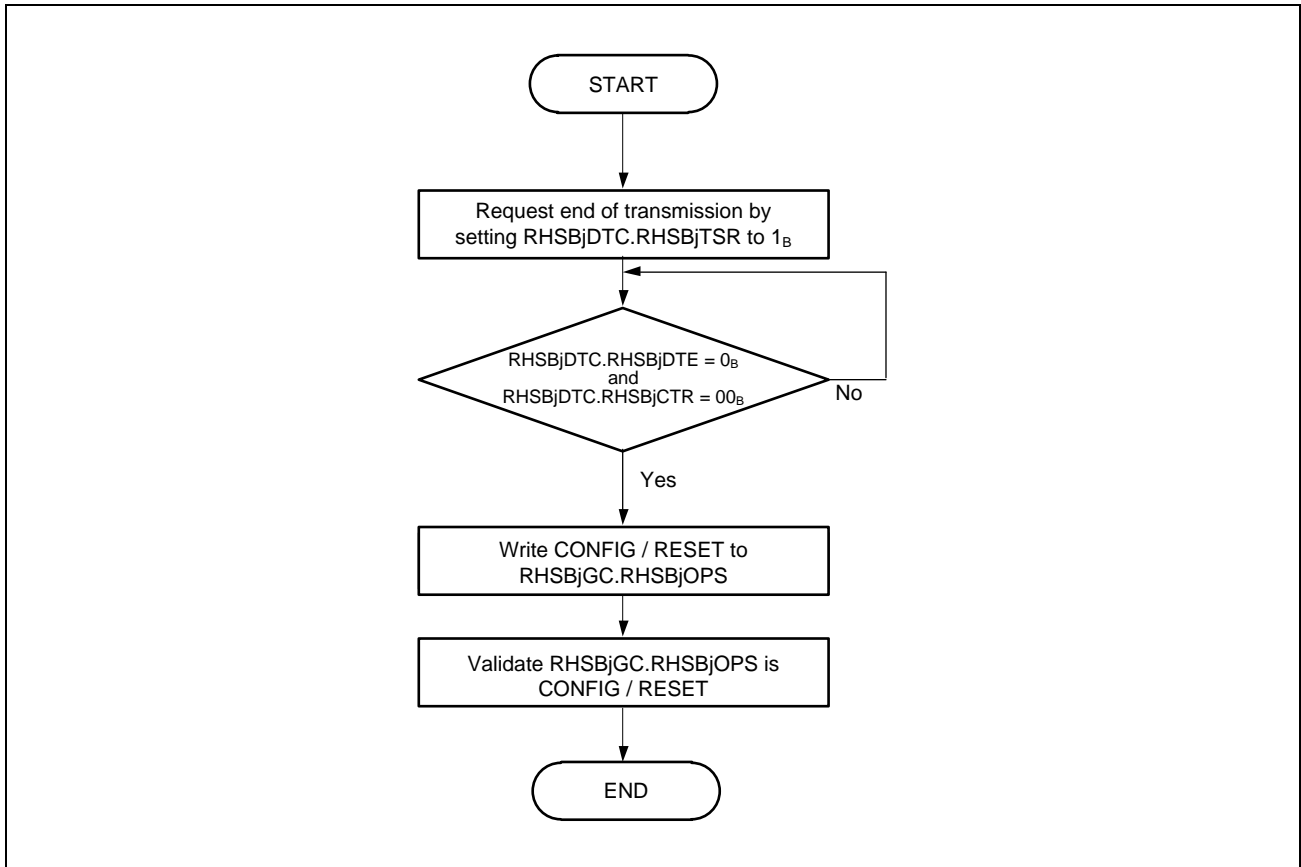 START
Request end of transmission by
setting RHSBjDTC.RHSBjTSR to 1B
RHSBjDTC.RHSBjDTE = 0B
and
RHSBjDTC.RHSBjCTR = 00B
No
Yes
Write CONFIG / RESET to
RHSBjGC.RHSBjOPS
Validate RHSBjGC.RHSBjOPS is
CONFIG / RESET
END